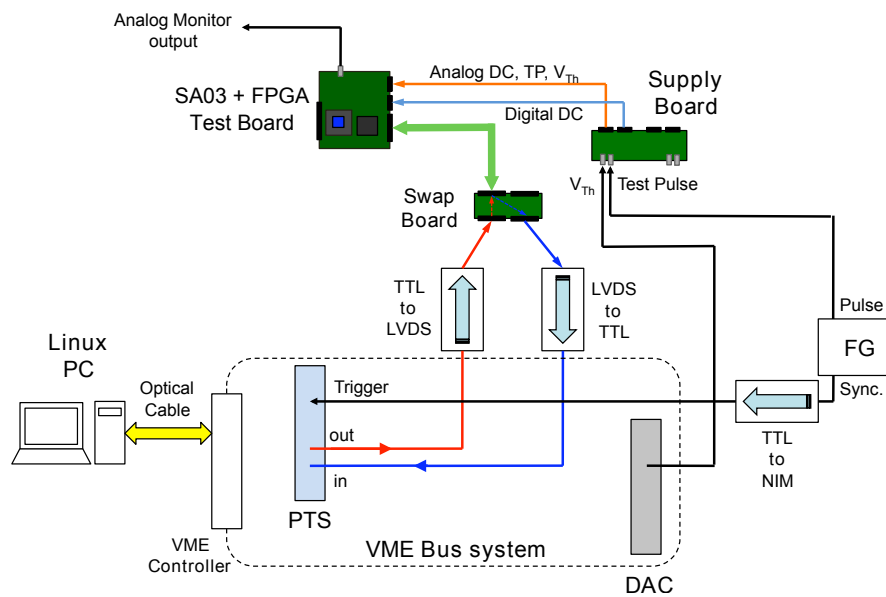 Analog Monitor
output
SA03 + FPGA
Test Board
Analog DC, TP, VTh
Digital DC
Supply
Board
VTh
Test Pulse
Swap
Board
TTL
to
LVDS
LVDS
to
TTL
Pulse
FG
Sync.
Linux
PC
Optical
Cable
Trigger
out
in
TTL
to
NIM
PTS
VME
Controller
VME Bus system
DAC